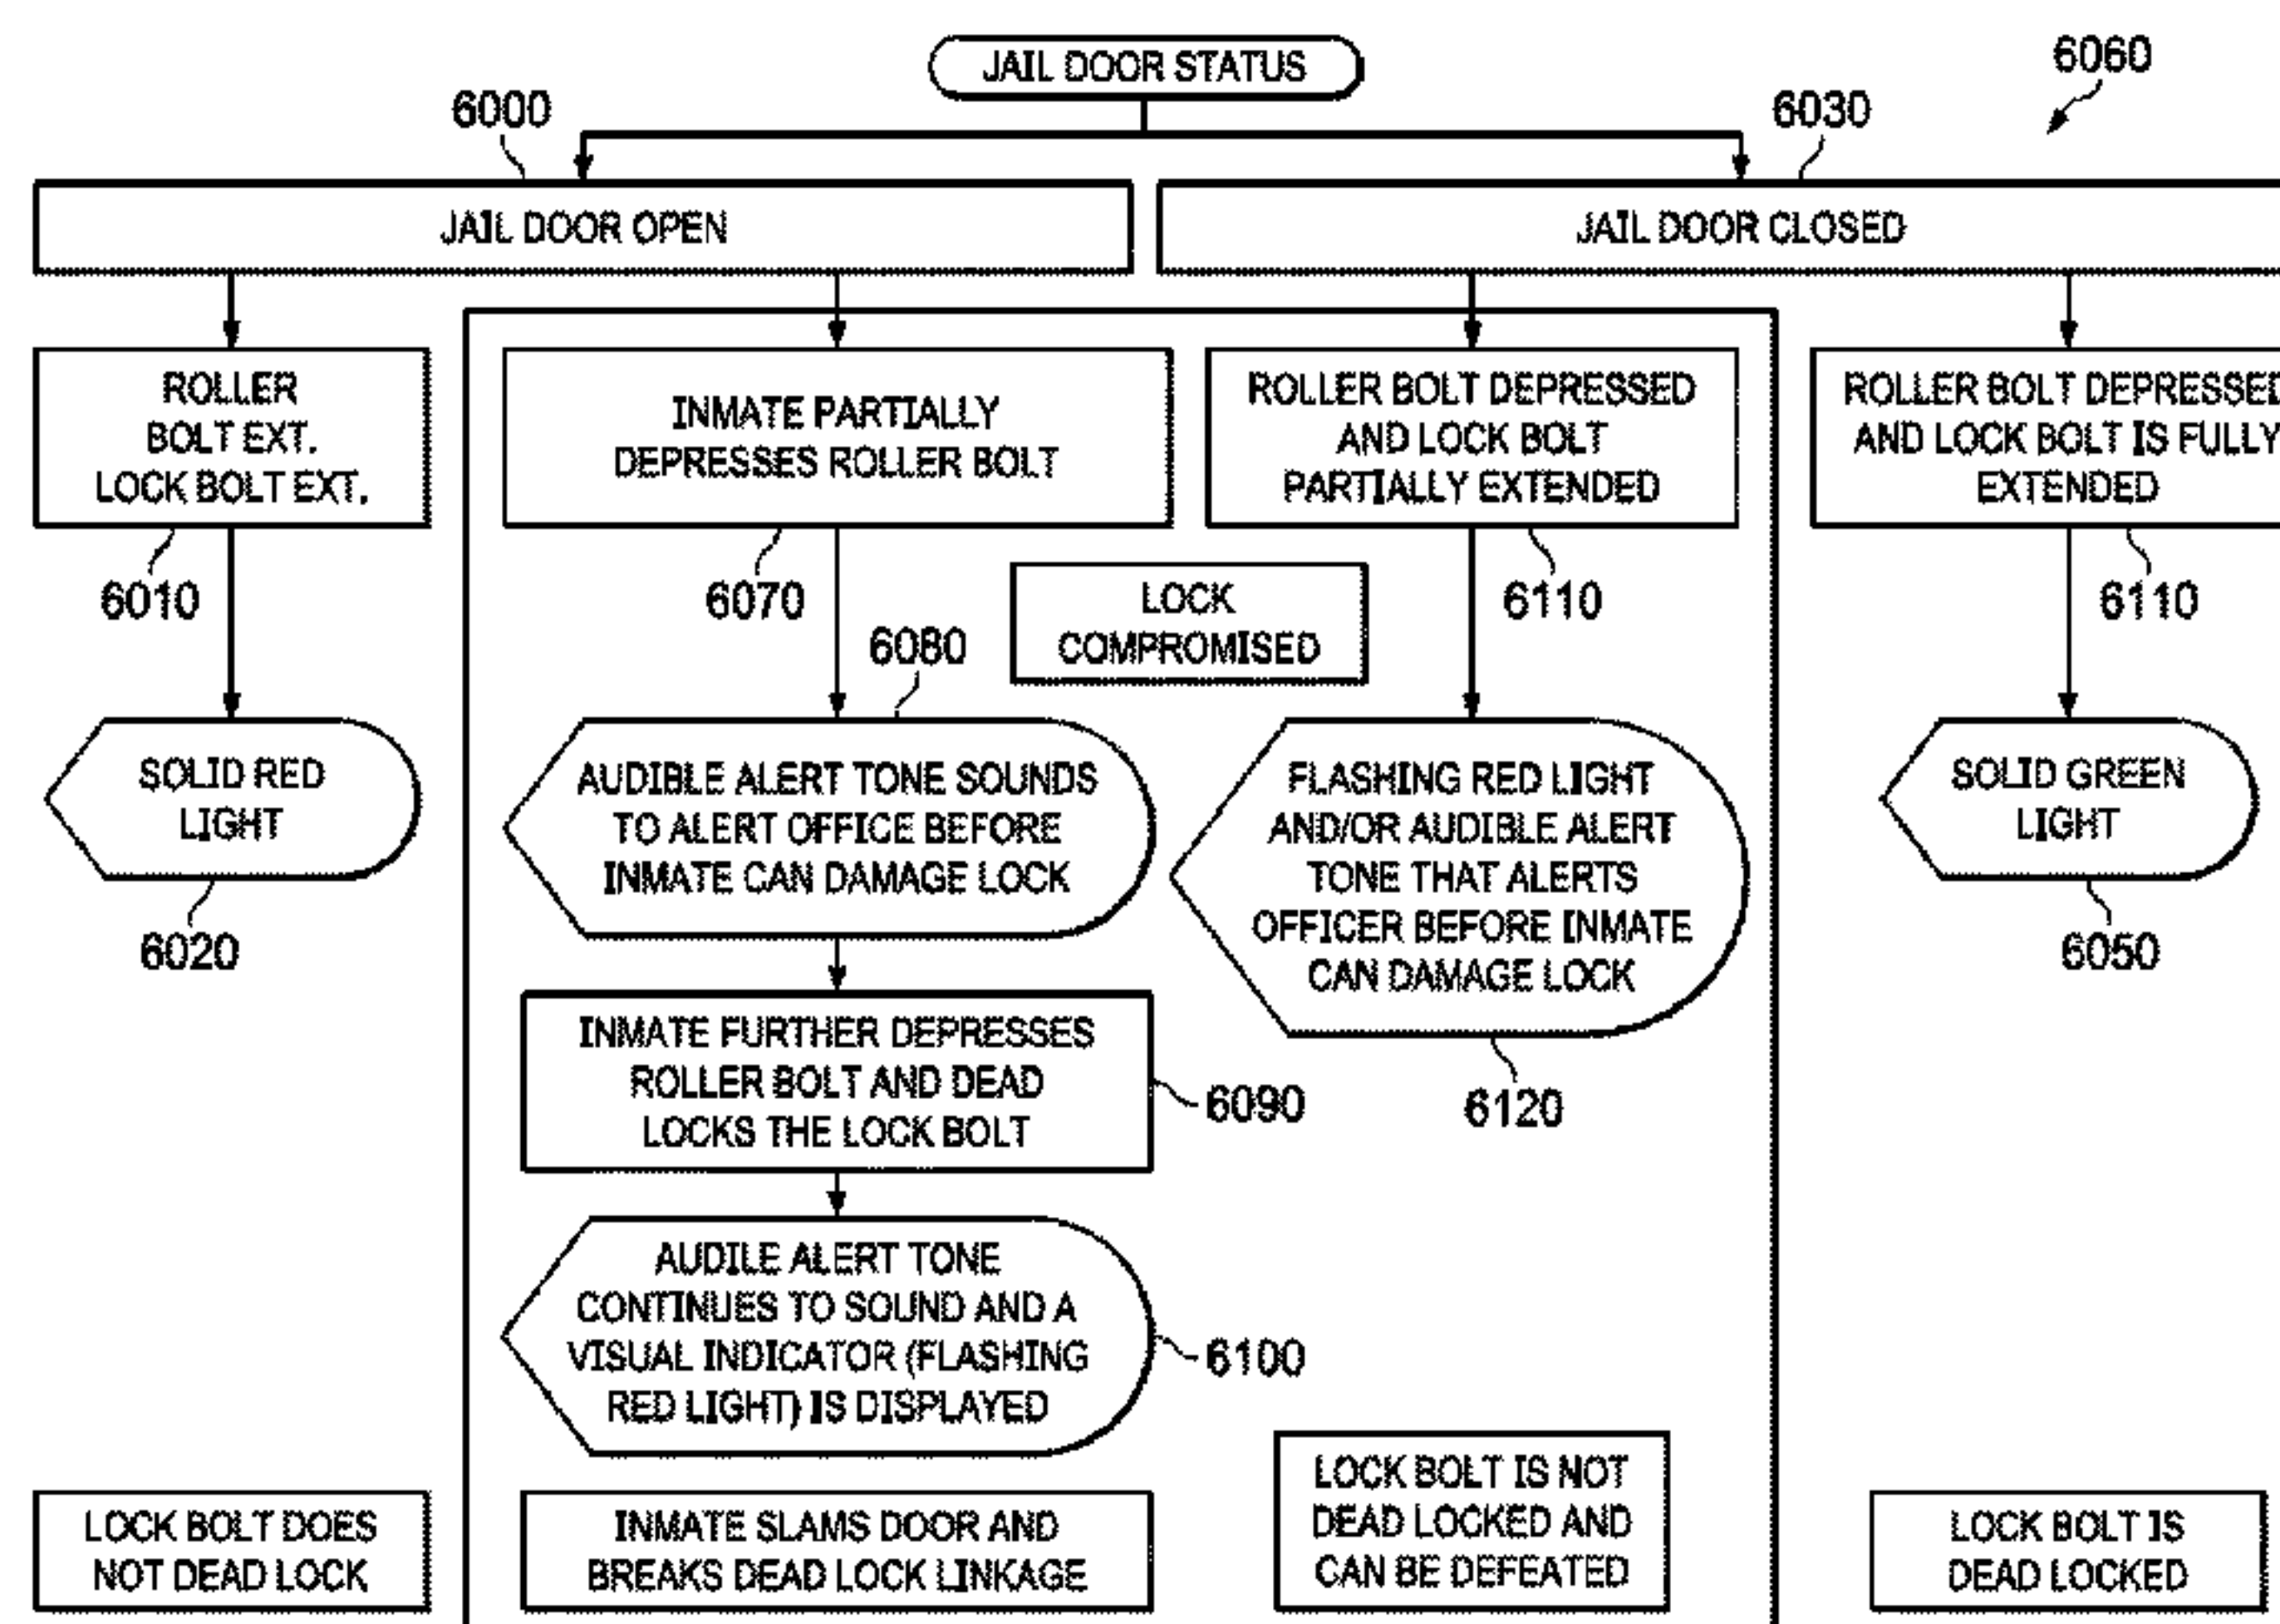 JAIL DOOR STATUS
6060
6000
6030
JAIL DOOR OPEN
JAIL DOOR CLOSED
ROLLER
BOLT EXT.
LOCK BOLT EXT.
6010
INMATE PARTIALLY
DEPRESSES ROLLER BOLT
6070
ROLLER BOLT DEPRESSED
AND LOCK BOLT
PARTIALLY EXTENDED
6110
ROLLER BOLT DEPRESSED
AND LOCK BOLT IS FULLY
EXTENDED
6110
LOCK
COMPROMISED
6080
SOLID RED
LIGHT
6020
AUDIBLE ALERT TONE SOUNDS
TO ALERT OFFICE BEFORE
INMATE CAN DAMAGE LOCK
FLASHING RED LIGHT
AND/OR AUDIBLE ALERT
TONE THAT ALERTS
OFFICER BEFORE INMATE
CAN DAMAGE LOCK
6120
SOLID GREEN
LIGHT
6050
INMATE FURTHER DEPRESSES
ROLLER BOLT AND DEAD
LOCKS THE LOCK BOLT
6090
AUDILE ALERT TONE
CONTINUES TO SOUND AND A
VISUAL INDICATOR (FLASHING
RED LIGHT) IS DISPLAYED
6100
LOCK BOLT DOES
NOT DEAD LOCK
INMATE SLAMS DOOR AND
BREAKS DEAD LOCK LINKAGE
LOCK BOLT IS NOT
DEAD LOCKED AND
CAN BE DEFEATED
LOCK BOLT IS
DEAD LOCKED